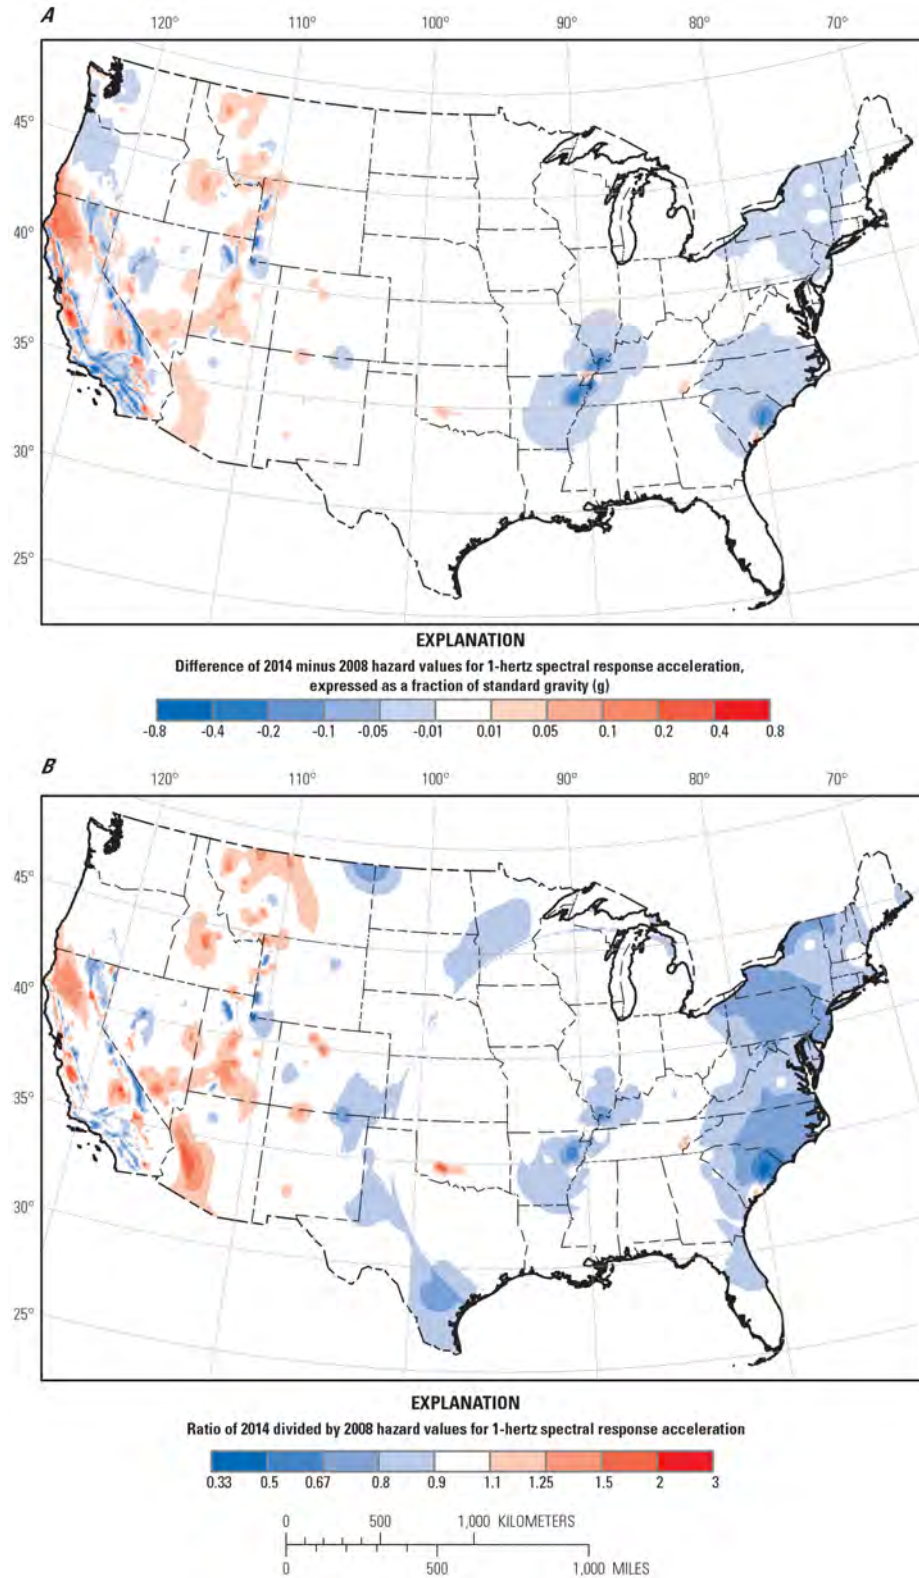 A
120° 110° 100° 90° 80° 70°
45°
40°
35°
30°
25°
EXPLANATION
Difference of 2014 minus 2008 hazard values for 1-hertz spectral response acceleration,
expressed as a fraction of standard gravity (g)
-0.8 -0.4 -0.2 -0.1 -0.05 -0.01 0.01 0.05 0.1 0.2 0.4 0.8
B
120° 110° 100° 90° 80° 70°
45°
40°
35°
30°
25°
EXPLANATION
Ratio of 2014 divided by 2008 hazard values for 1-hertz spectral response acceleration
0.33 0.5 0.67 0.8 0.9 1.1 1.25 1.5 2 3
0 500 1,000 KILOMETERS
0 500 1,000 MILES